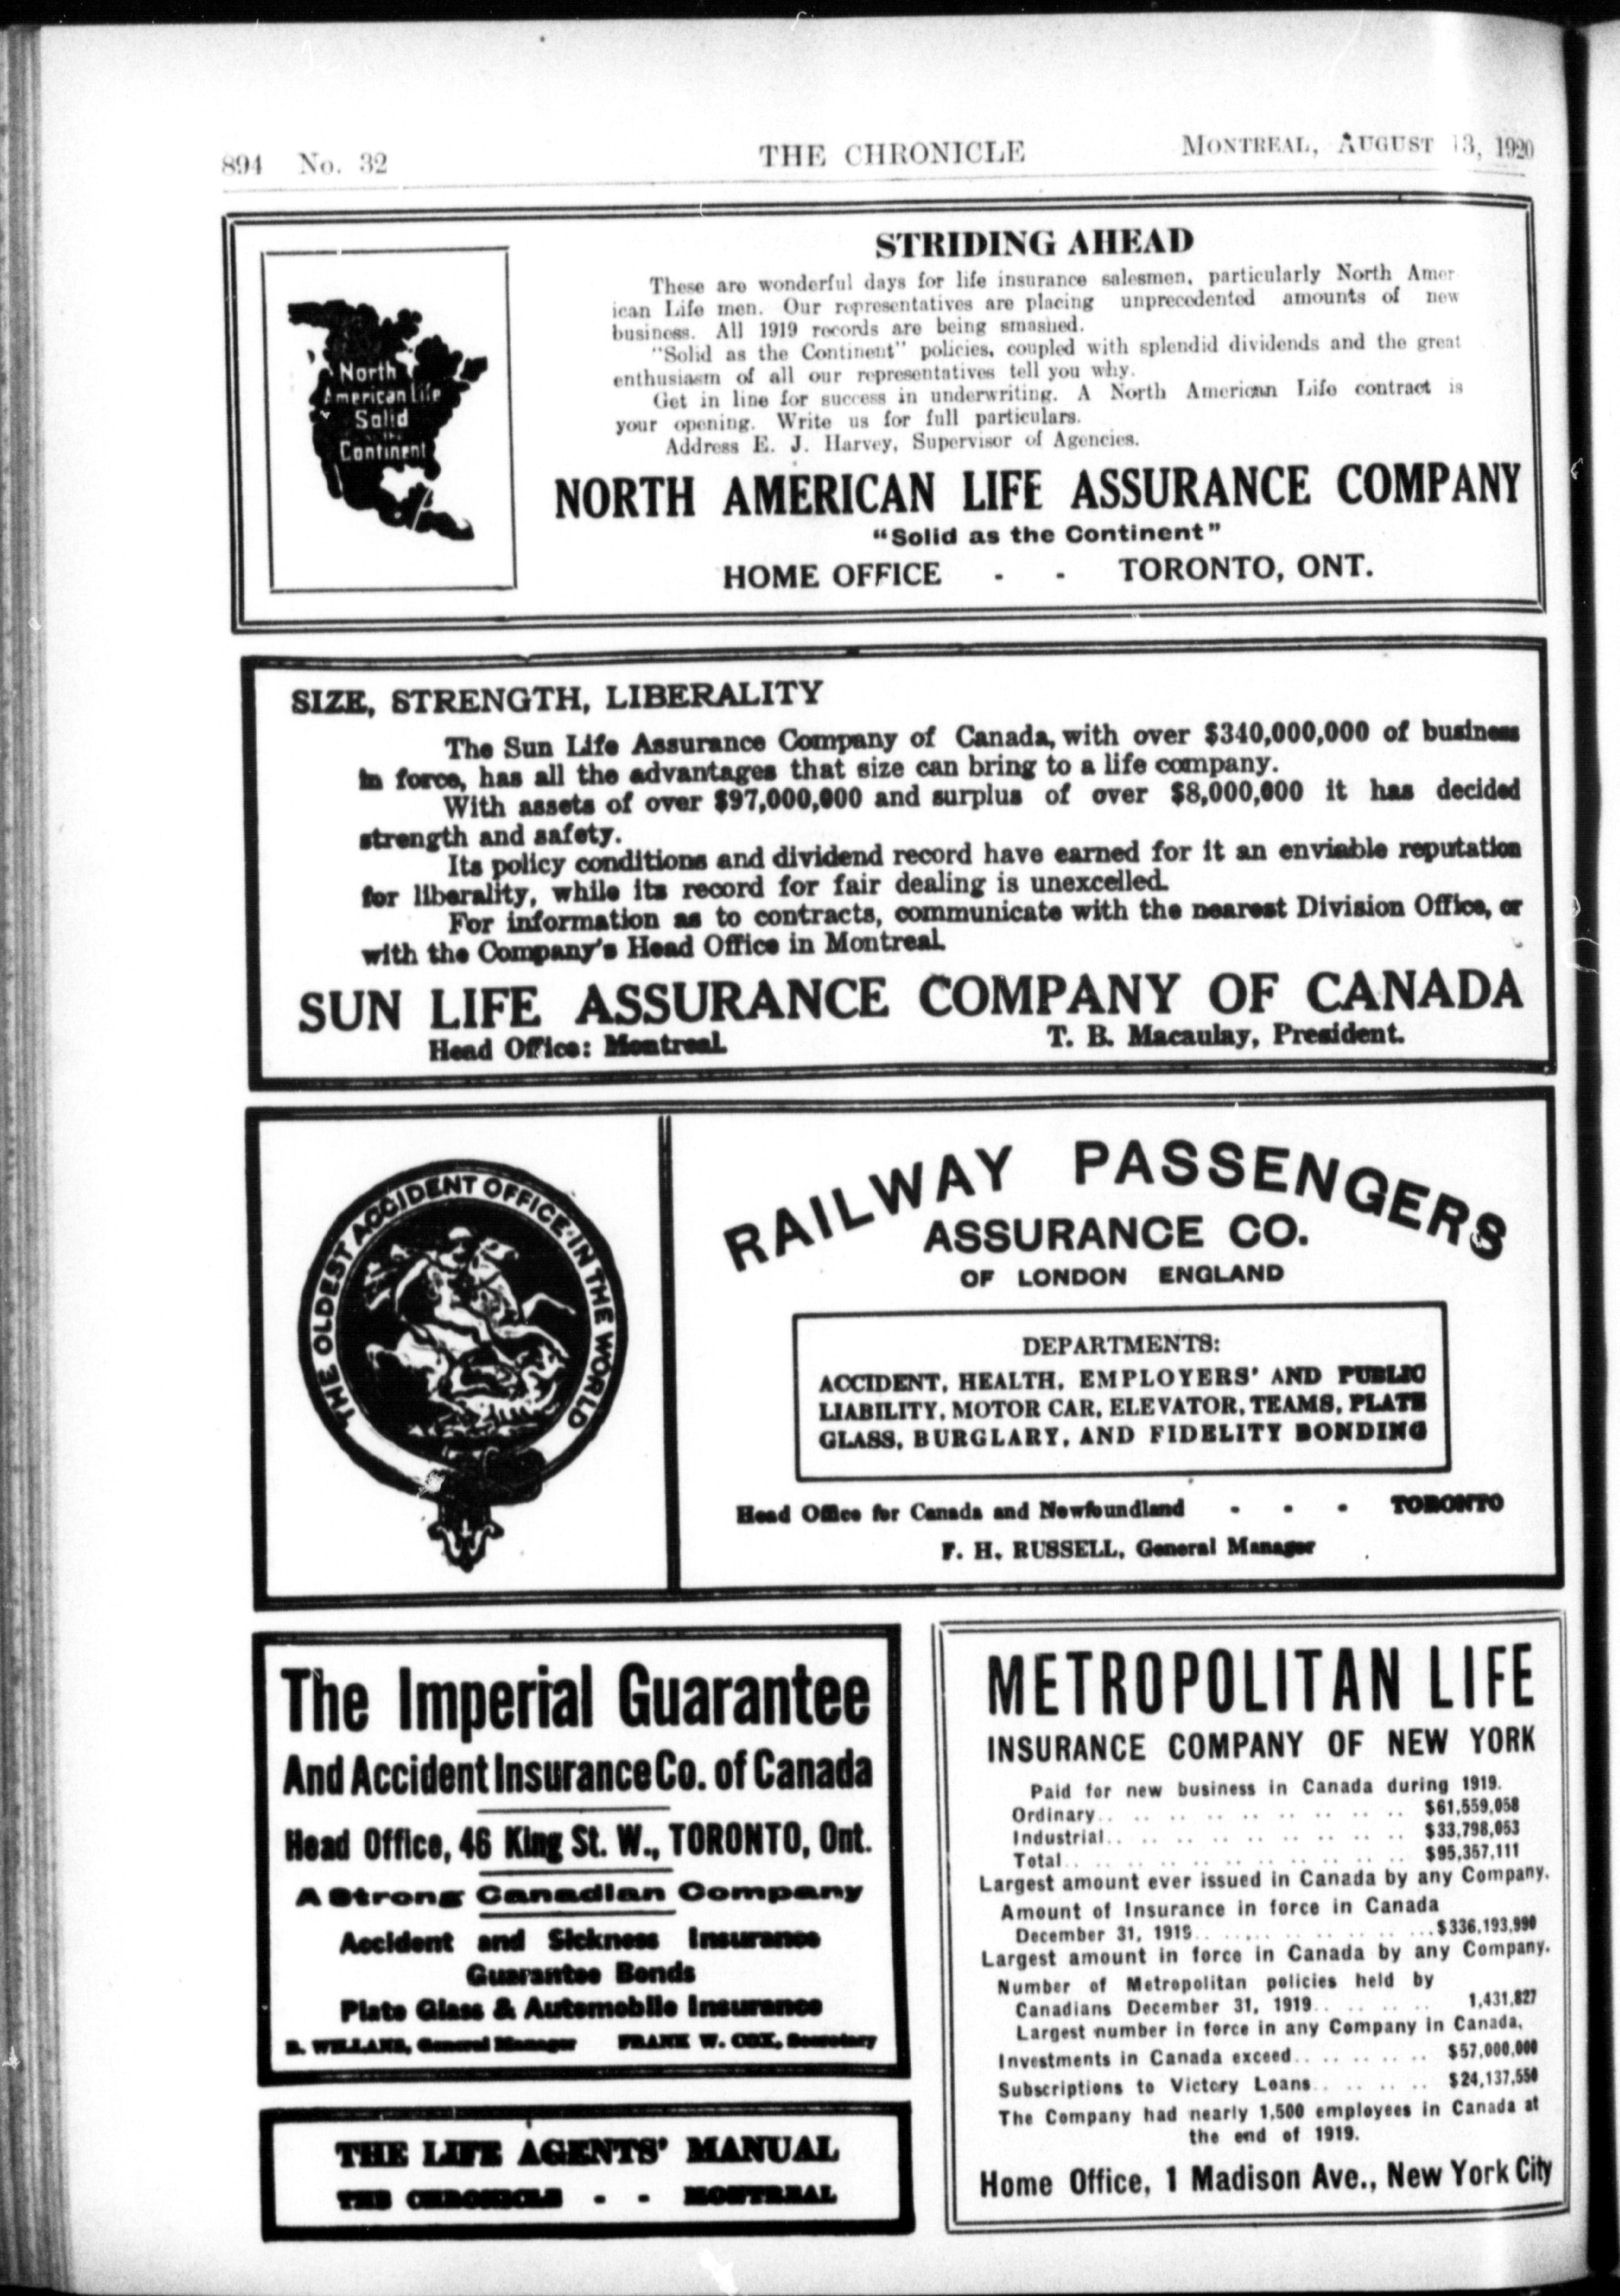 894 No. 32
THE CHRONICLE
MONTREAL, AUGUST 13, 1920
North
American Life
Solid
Continent
STRIDING AHEAD
These are wonderful days for life insurance salesmen, particularly North Amer-
ican Life men. Our representatives are placing unprecedented amounts of new
business. All 1919 records are being smashed.
"Solid as the Continent" policies, coupled with splendid dividends and the great
enthusiasm of all our representatives tell you why.
Get in line for success in underwriting. A North American Life contract is
your opening. Write us for full particulars.
Address E. J. Harvey, Supervisor of Agencies.
NORTH AMERICAN LIFE ASSURANCE COMPANY
"Solid as the Continent"
HOME OFFICE - - TORONTO, ONT.
SIZE, STRENGTH, LIBERALITY
The Sun Life Assurance Company of Canada, with over $340,000,000 of business
in force, has all the advantages that size can bring to a life company.
With assets of over $97,000,000 and surplus of over $8,000,000 it has decided
strength and safety.
Its policy conditions and dividend record have earned for it an enviable reputation
for liberality, while its record for fair dealing is unexcelled.
For information as to contracts, communicate with the nearest Division Office, or
with the Company's Head Office in Montreal.
SUN LIFE ASSURANCE COMPANY OF CANADA
Head Office: Montreal. T. B. Macaulay, President.
THE OLDEST ACCIDENT OFFICE IN THE WORLD
RAILWAY PASSENGERS
ASSURANCE CO.
OF LONDON ENGLAND
DEPARTMENTS:
ACCIDENT, HEALTH, EMPLOYERS' AND PUBLIC
LIABILITY, MOTOR CAR, ELEVATOR, TEAMS, PLATE
GLASS, BURGLARY, AND FIDELITY BONDING
Head Office for Canada and Newfoundland - - - TORONTO
F. H. RUSSELL, General Manager
The Imperial Guarantee
And Accident Insurance Co. of Canada
Head Office, 46 King St. W., TORONTO, Ont.
A Strong Canadian Company
Accident and Sickness Insurance
Guarantee Bonds
Plate Glass & Automobile Insurance
E. WILLANS, General Manager FRANK W. COX, Secretary
THE LIFE AGENTS' MANUAL
THE CHRONICLE - - MONTREAL
METROPOLITAN LIFE
INSURANCE COMPANY OF NEW YORK
Paid for new business in Canada during 1919.
Ordinary.. .. .. .. .. .. .. .. .. $61,559,058
Industrial.. .. .. .. .. .. .. .. .. $33,798,053
Total.. .. .. .. .. .. .. .. .. .. $95,357,111
Largest amount ever issued in Canada by any Company.
Amount of Insurance in force in Canada
December 31, 1919.. .. .. .. .. .. ..$336,193,990
Largest amount in force in Canada by any Company.
Number of Metropolitan policies held by
Canadians December 31, 1919.. .. .. .. 1,431,827
Largest number in force in any Company in Canada,
Investments in Canada exceed.. .. .. .. .. $57,000,000
Subscriptions to Victory Loans.. .. .. .. $24,137,550
The Company had nearly 1,500 employees in Canada at
the end of 1919.
Home Office, 1 Madison Ave., New York City